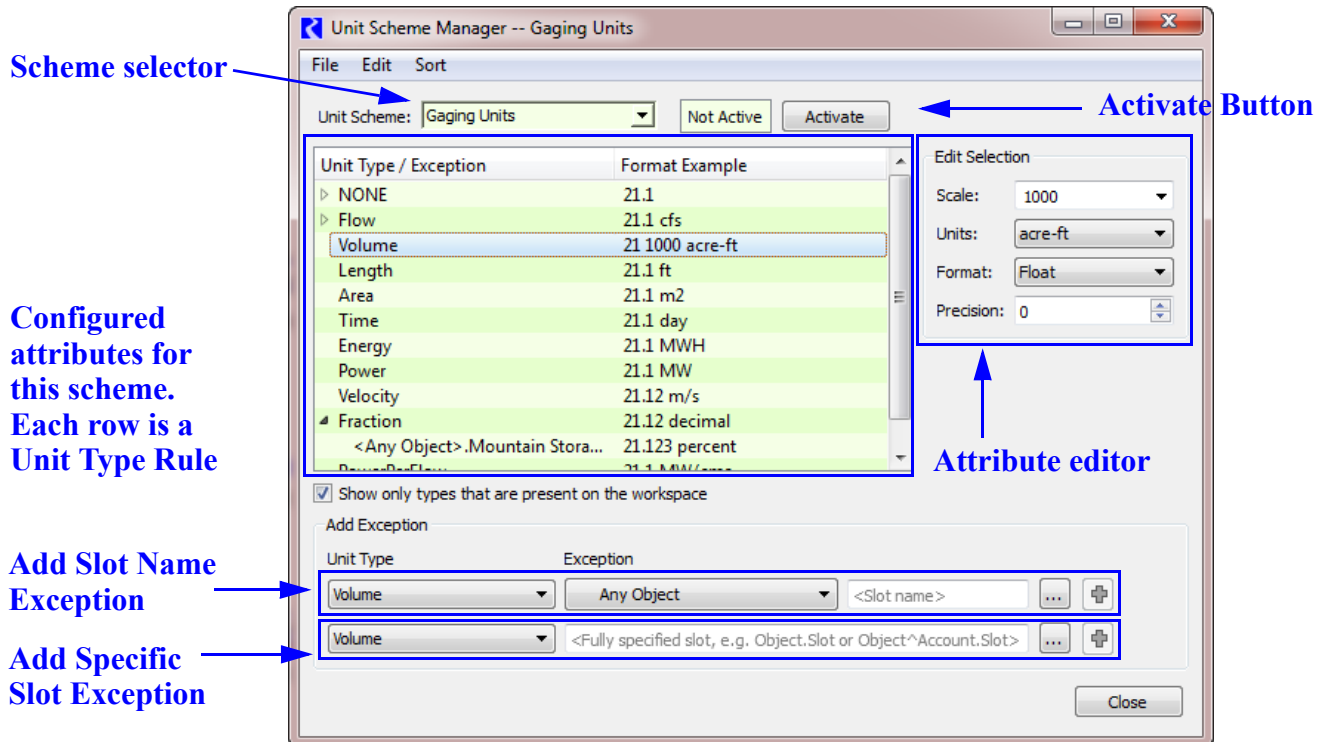 Unit Scheme Manager -- Gaging Units
File Edit Sort
Scheme selector
Activate Button
Unit Scheme: Gaging Units Not Active Activate
Unit Type / Exception Format Example
NONE 21.1
Flow 21.1 cfs
Volume 21 1000 acre-ft
Length 21.1 ft
Area 21.1 m2
Time 21.1 day
Energy 21.1 MWH
Power 21.1 MW
Velocity 21.12 m/s
Fraction 21.12 decimal
<Any Object>.Mountain Stora... 21.123 percent
PowerPerFlow 21.1 MW/cms
Edit Selection
Scale: 1000
Units: acre-ft
Format: Float
Precision: 0
Attribute editor
Configured
attributes for
this scheme.
Each row is a
Unit Type Rule
Show only types that are present on the workspace
Add Exception
Unit Type Exception
Add Slot Name
Exception
Volume Any Object <Slot name> ...
Volume <Fully specified slot, e.g. Object.Slot or Object^Account.Slot> ...
Add Specific
Slot Exception
Close